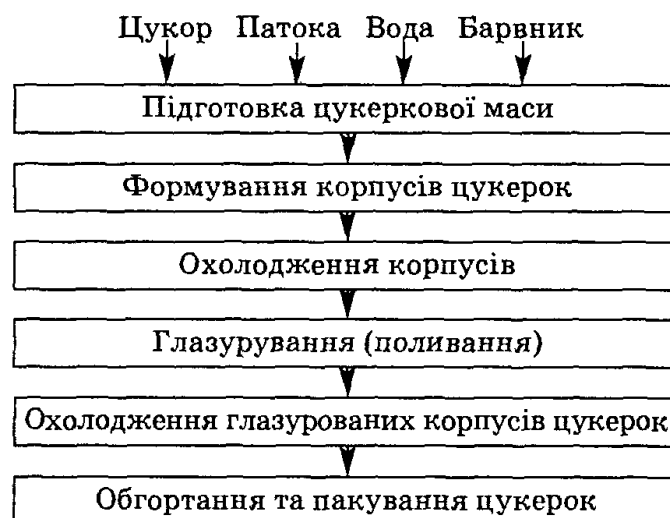 Цукор Патока Вода Барвник
Підготовка цукеркової маси
Формування корпусів цукерок
Охолодження корпусів
Глазурування (поливання)
Охолодження глазурованих корпусів цукерок
Обгортання та пакування цукерок